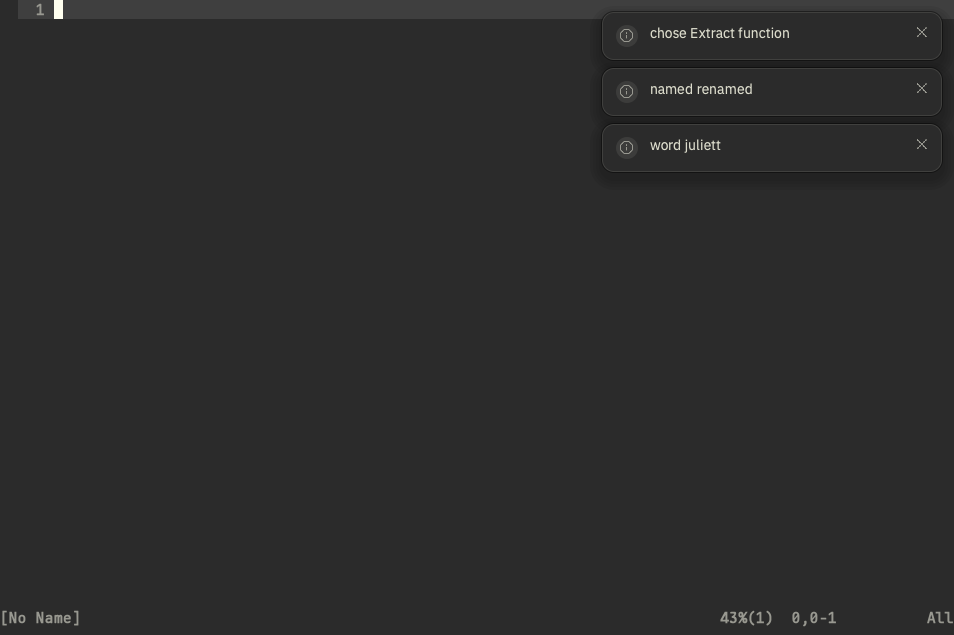 1
chose Extract function
named renamed
word juliett
[No Name] 43%(1) 0,0-1 All